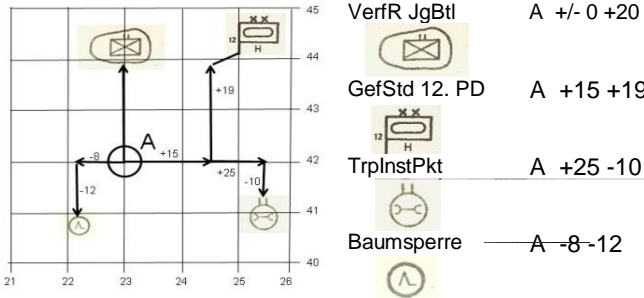 45
44
43
42
41
40
21 22 23 24 25 26
12
H
+19
A
-8
+15
+25
-12
-10
VerfR JgBtl A +/- 0 +20
GefStd 12. PD A +15 +19
12
H
TrpInstPkt A +25 -10
Baumsperre A -8 -12